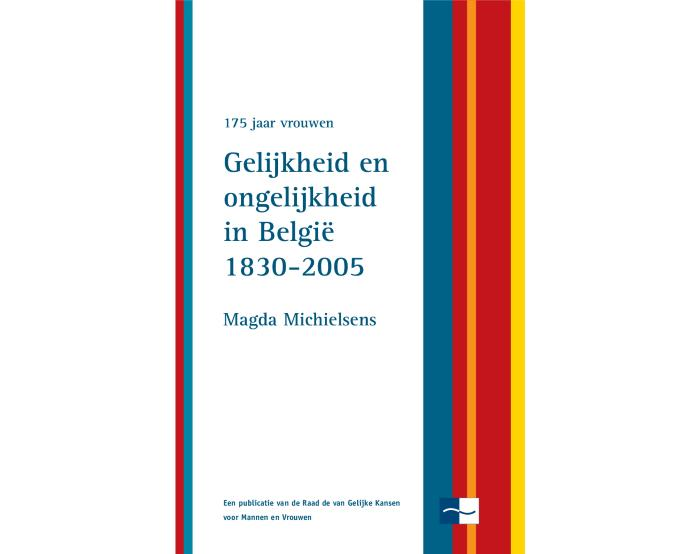 175 jaar vrouwen
Gelijkheid en
ongelijkheid
in België
1830-2005
Magda Michielsens
Een publicatie van de Raad de van Gelijke Kansen
voor Mannen en Vrouwen